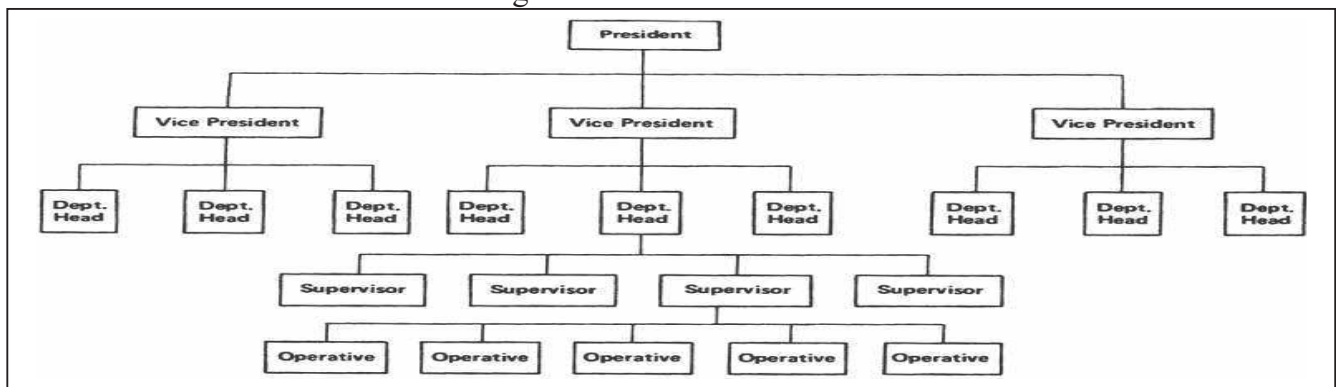 President
Vice President Vice President Vice President
Dept. Dept. Dept. Dept. Dept. Dept. Dept. Dept. Dept.
Head Head Head Head Head Head Head Head Head
Supervisor Supervisor Supervisor Supervisor
Operative Operative Operative Operative Operative